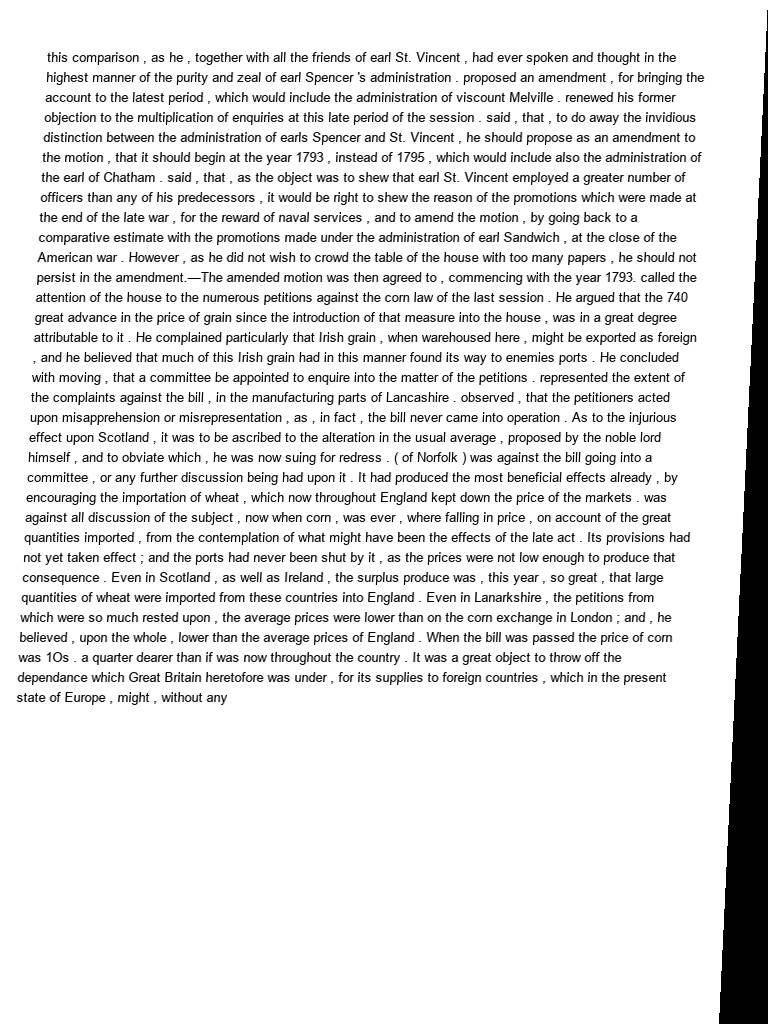 this comparison , as he , together with all the friends of earl St. Vincent , had ever spoken and thought in the
highest manner of the purity and zeal of earl Spencer 's administration . proposed an amendment , for bringing the
account to the latest period , which would include the administration of viscount Melville . renewed his former
objection to the multiplication of enquiries at this late period of the session . said , that , to do away the invidious
distinction between the administration of earls Spencer and St. Vincent , he should propose as an amendment to
the motion , that it should begin at the year 1793 , instead of 1795 , which would include also the administration of
the earl of Chatham . said , that , as the object was to shew that earl St. Vincent employed a greater number of
officers than any of his predecessors , it would be right to shew the reason of the promotions which were made at
the end of the late war , for the reward of naval services , and to amend the motion , by going back to a
comparative estimate with the promotions made under the administration of earl Sandwich , at the close of the
American war . However , as he did not wish to crowd the table of the house with too many papers , he should not
persist in the amendment.—The amended motion was then agreed to , commencing with the year 1793. called the
attention of the house to the numerous petitions against the corn law of the last session . He argued that the 740
great advance in the price of grain since the introduction of that measure into the house , was in a great degree
attributable to it . He complained particularly that Irish grain , when warehoused here , might be exported as foreign
, and he believed that much of this Irish grain had in this manner found its way to enemies ports . He concluded
with moving , that a committee be appointed to enquire into the matter of the petitions . represented the extent of
the complaints against the bill , in the manufacturing parts of Lancashire . observed , that the petitioners acted
upon misapprehension or misrepresentation , as , in fact , the bill never came into operation . As to the injurious
effect upon Scotland , it was to be ascribed to the alteration in the usual average , proposed by the noble lord
himself , and to obviate which , he was now suing for redress . ( of Norfolk ) was against the bill going into a
committee , or any further discussion being had upon it . It had produced the most beneficial effects already , by
encouraging the importation of wheat , which now throughout England kept down the price of the markets . was
against all discussion of the subject , now when corn , was ever , where falling in price , on account of the great
quantities imported , from the contemplation of what might have been the effects of the late act . Its provisions had
not yet taken effect ; and the ports had never been shut by it , as the prices were not low enough to produce that
consequence . Even in Scotland , as well as Ireland , the surplus produce was , this year , so great , that large
quantities of wheat were imported from these countries into England . Even in Lanarkshire , the petitions from
which were so much rested upon , the average prices were lower than on the corn exchange in London ; and , he
believed , upon the whole , lower than the average prices of England . When the bill was passed the price of corn
was 1Os . a quarter dearer than if was now throughout the country . It was a great object to throw off the
dependance which Great Britain heretofore was under , for its supplies to foreign countries , which in the present
state of Europe , might , without any